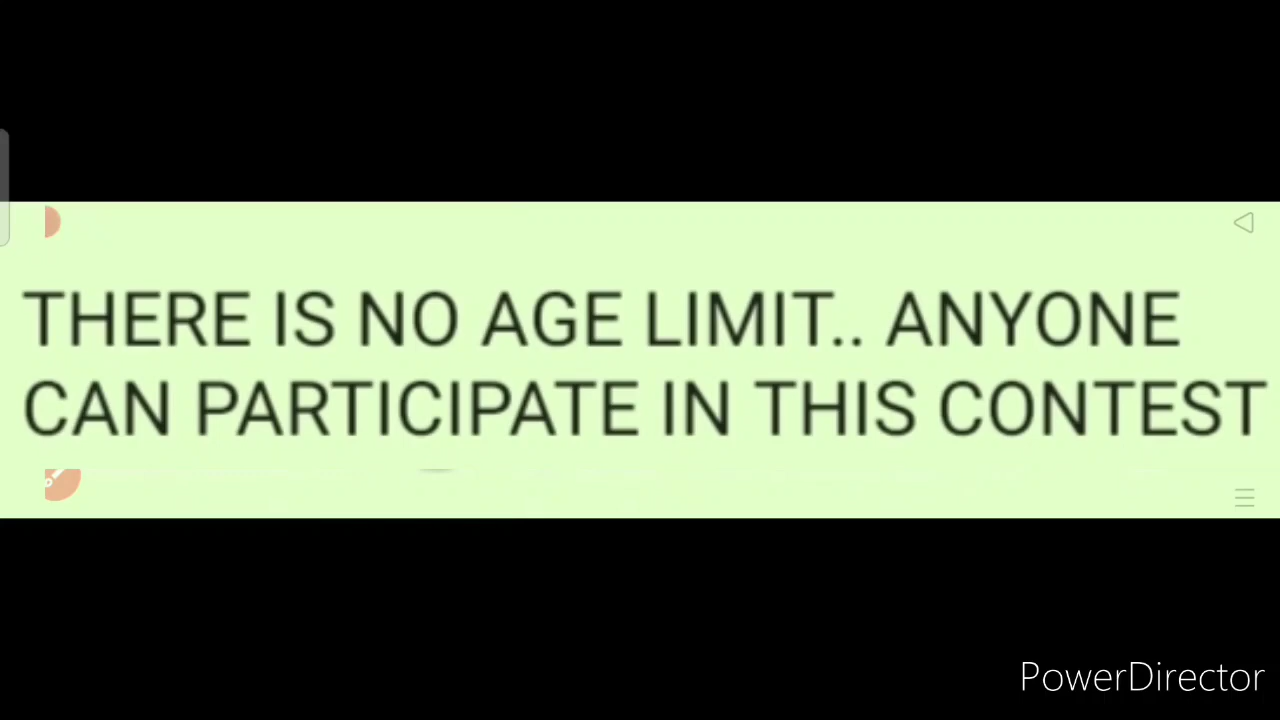 THERE IS NO AGE LIMIT.. ANYONE
CAN PARTICIPATE IN THIS CONTEST
PowerDirector